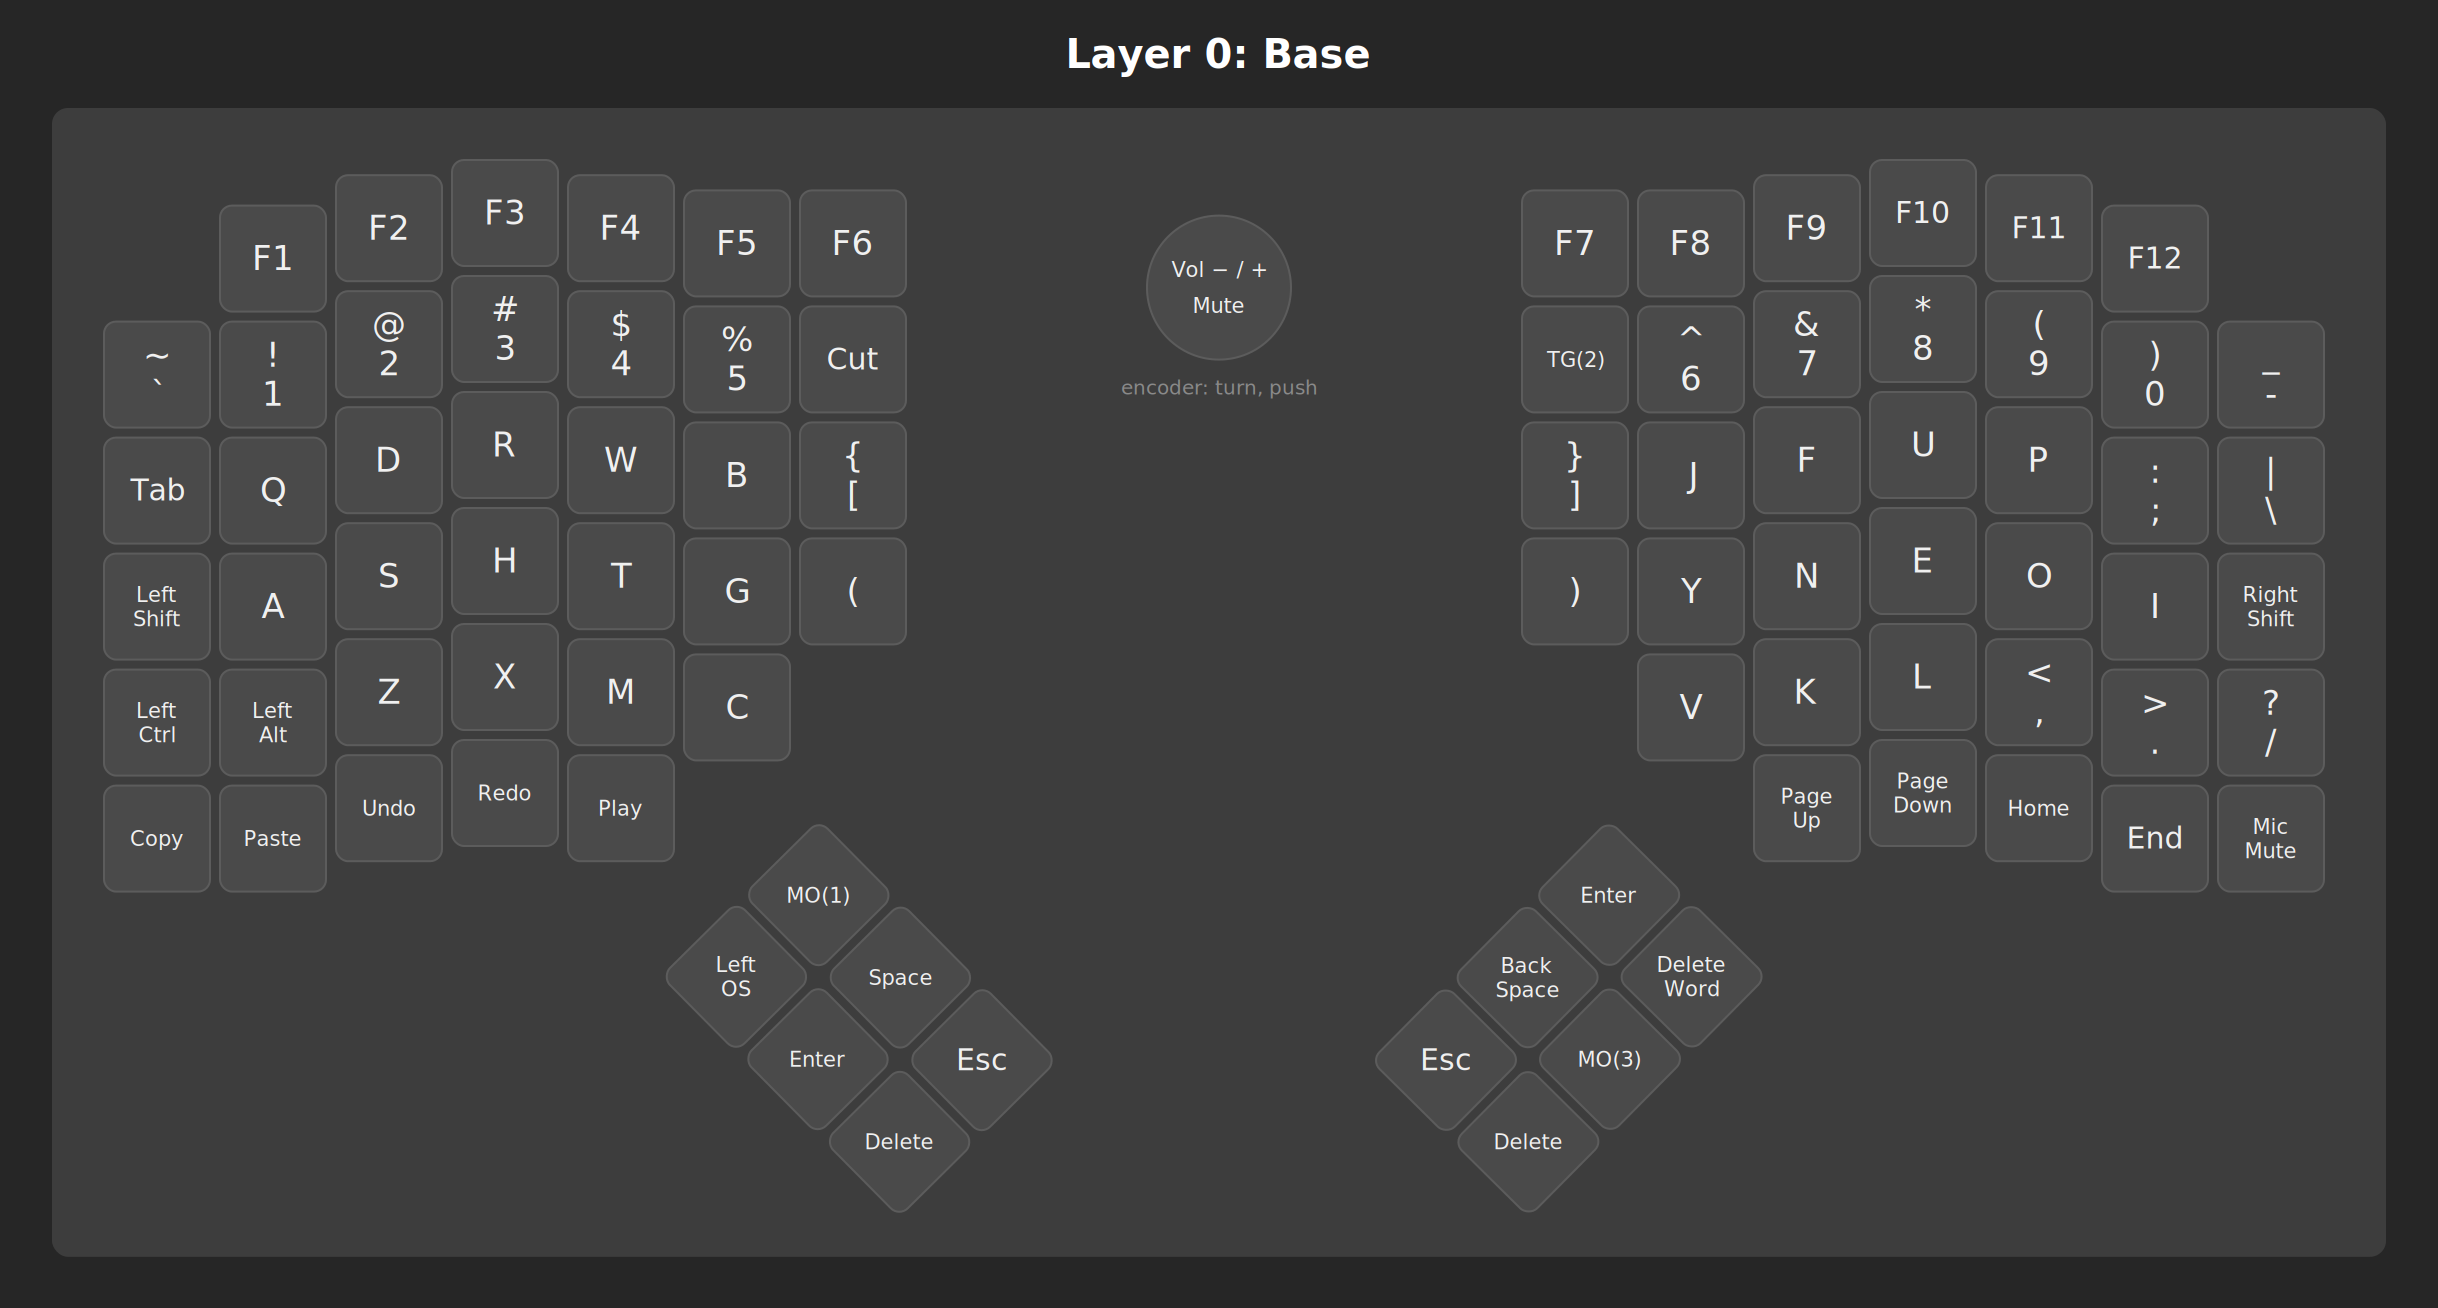 Layer 0: Base
F1 F2 F3 F4 F5 F6
~ ! @ # $ %
` 1 2 3 4 5 Cut
Tab Q D R W B { [
Left Shift A S H T G (
Left Ctrl Left Alt Z X M C
Copy Paste Undo Redo Play
MO(1)
Left OS Space
Enter Esc
Delete
Vol − / +
Mute
encoder: turn, push
F7 F8 F9 F10 F11 F12
^ & * ( ) _
TG(2) 6 7 8 9 0 -
} ] J F U P : ; | \
) Y N E O I Right Shift
V K L < , > . ? /
Page Up Page Down Home End Mic Mute
Enter
Back Space Delete Word
Esc MO(3)
Delete